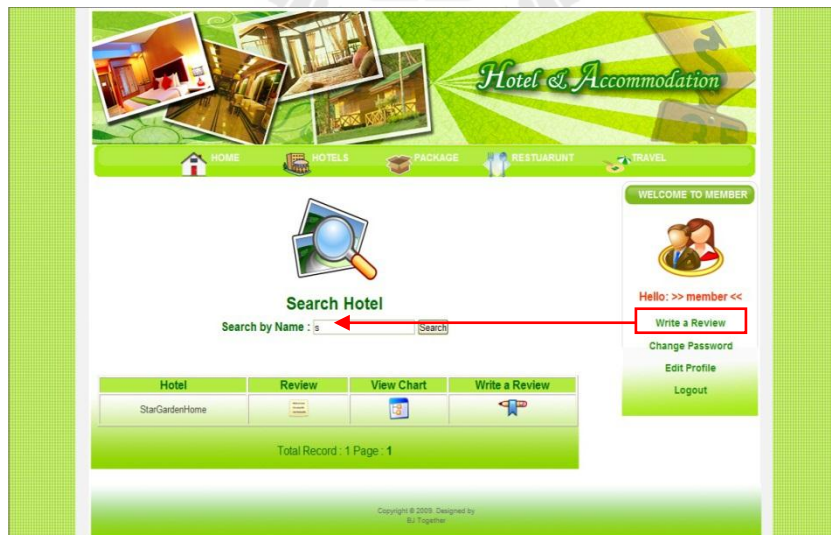 Hotel & Accommodation
HOME HOTELS PACKAGE RESTUARUNT TRAVEL
WELCOME TO MEMBER
Hello: >> member <<
Write a Review
Change Password
Edit Profile
Logout
Search Hotel
Search by Name : s Search
Hotel Review View Chart Write a Review
StarGardenHome
Total Record : 1 Page : 1
Copyright © 2009. Designed by
BJ Together